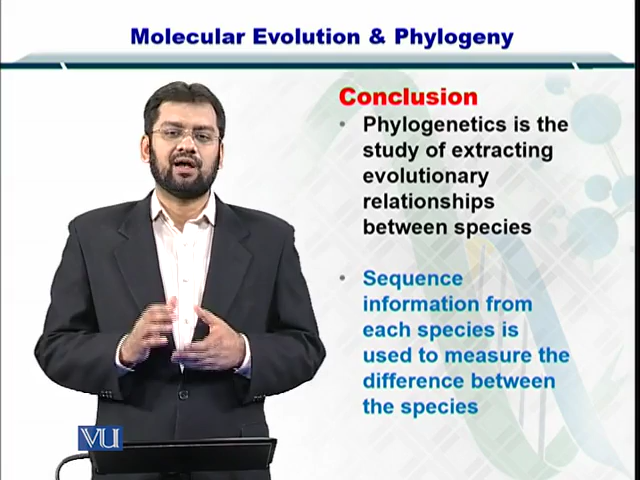 Molecular Evolution & Phylogeny
Conclusion
• Phylogenetics is the
study of extracting
evolutionary
relationships
between species
• Sequence
information from
each species is
used to measure the
difference between
the species
VU